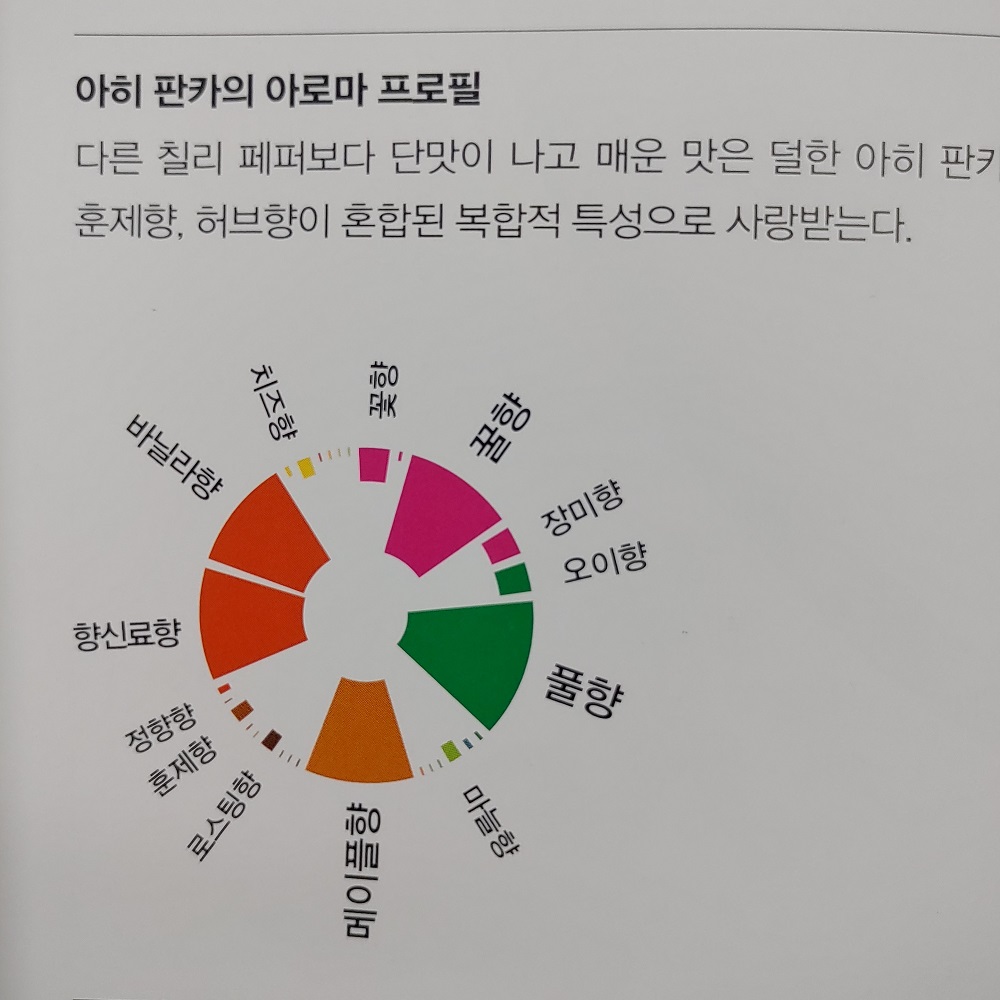 아히 판카의 아로마 프로필
다른 칠리 페퍼보다 단맛이 나고 매운 맛은 덜한 아히 판카
훈제향, 허브향이 혼합된 복합적 특성으로 사랑받는다.
꽃향
꿀향
장미향
오이향
풀향
마늘향
메이플향
로스팅향
훈제향
정향향
향신료향
바닐라향
치즈향